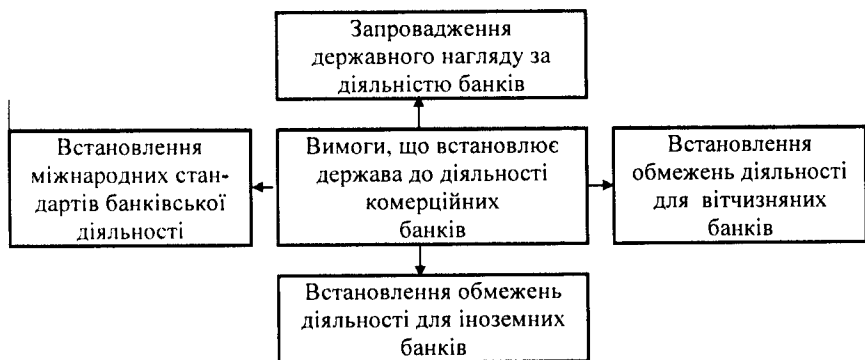 Запровадження
державного нагляду за
діяльністю банків
Встановлення
міжнародних стан-
дартів банківської
діяльності
Вимоги, що встановлює
держава до діяльності
комерційних
банків
Встановлення
обмежень діяльності
для вітчизняних
банків
Встановлення обмежень
діяльності для іноземних
банків